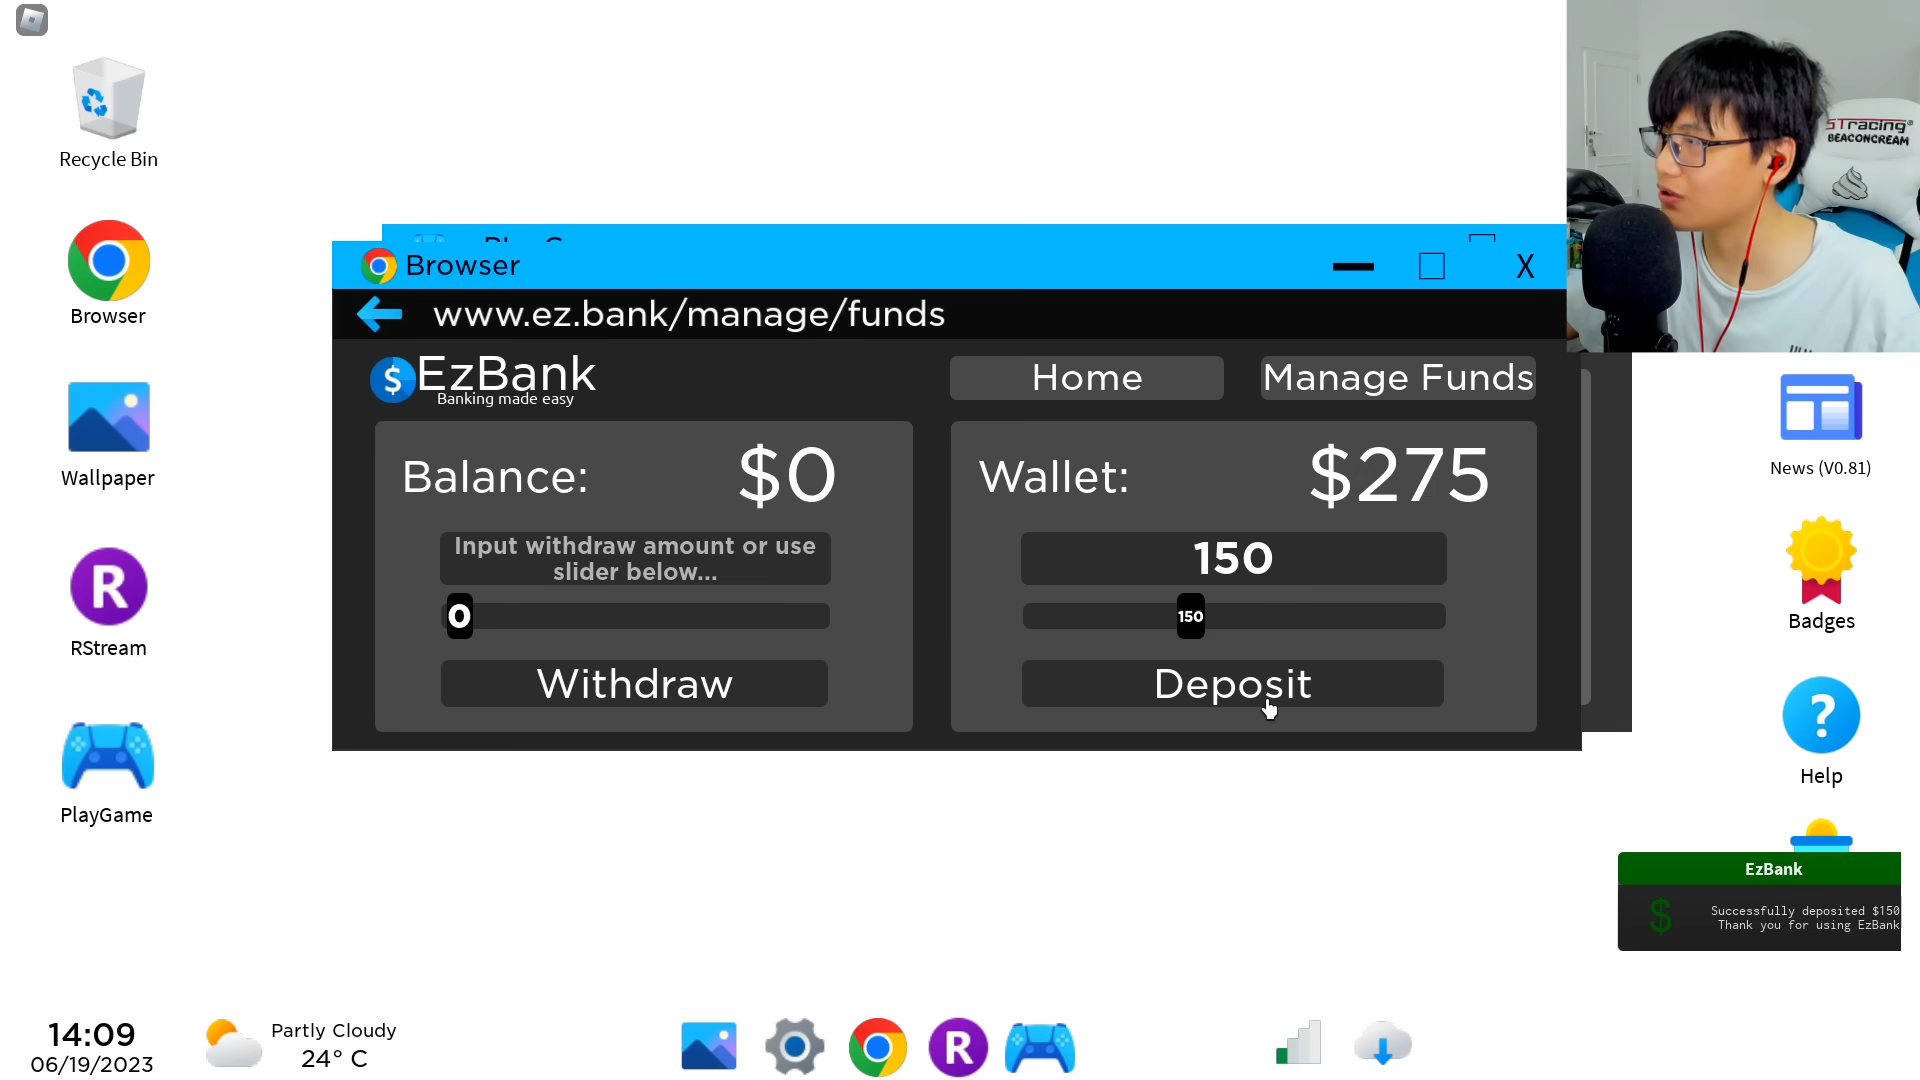 Recycle Bin
Browser
Wallpaper
RStream
PlayGame
Browser
X
www.ez.bank/manage/funds
$
EzBank
Banking made easy
Home
Manage Funds
Balance:
$0
Input withdraw amount or use
slider below...
0
Withdraw
Wallet:
$275
150
150
Deposit
STracing
BEACONCREAM
News (V0.81)
Badges
?
Help
EzBank
$
Successfully deposited $150
Thank you for using EzBank
14:09
06/19/2023
Partly Cloudy
24° C
R
R